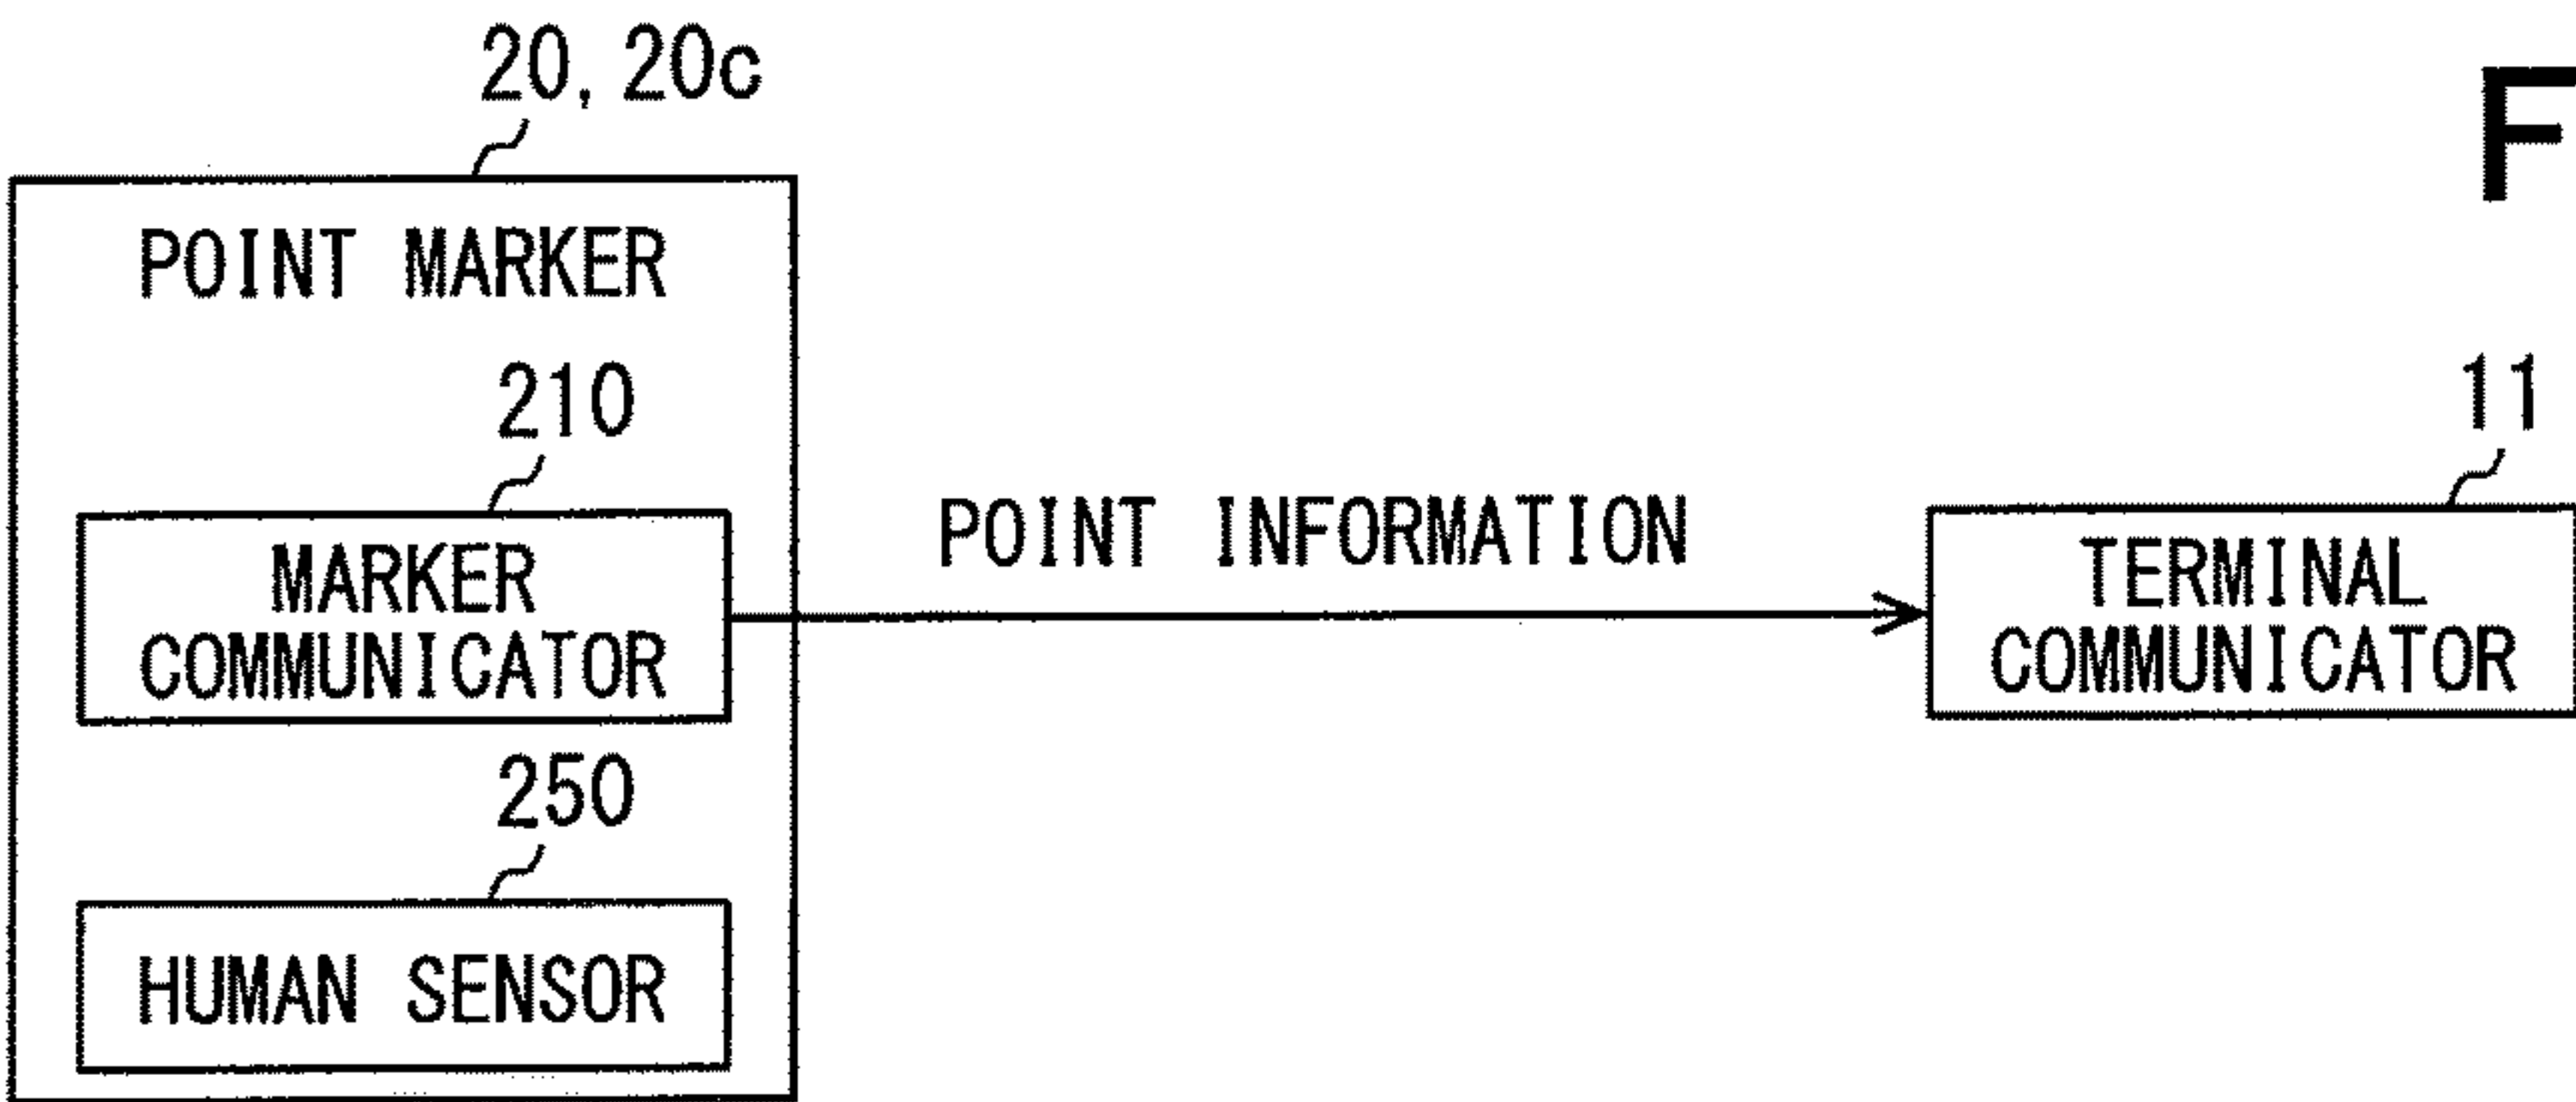 20, 20c
F
POINT MARKER
210
11
MARKER
COMMUNICATOR
POINT INFORMATION
TERMINAL
COMMUNICATOR
250
HUMAN SENSOR